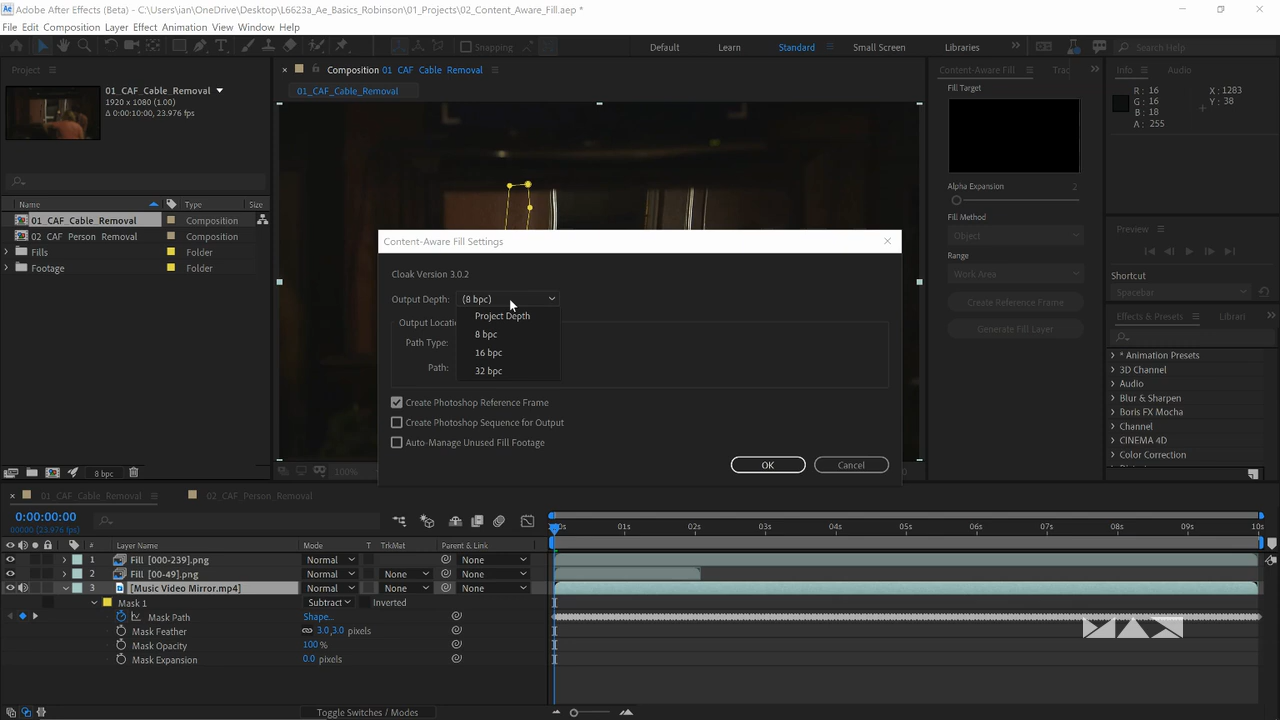 Adobe After Effects (Beta) - C:\Users\ian\OneDrive\Desktop\L6623a_Ae_Basics_Robinson\01_Projects\02_Content_Aware_Fill.aep *
File Edit Composition Layer Effect Animation View Window Help
Snapping Default Learn Standard Small Screen Libraries Search Help
Project
01_CAF_Cable_Removal
1920 x 1080 (1.00)
Δ 0:00:10:00, 23.976 fps
Name Type Size
01_CAF_Cable_Removal Composition
02_CAF_Person_Removal Composition
Fills Folder
Footage Folder
8 bpc
Composition 01_CAF_Cable_Removal
01_CAF_Cable_Removal
100%
Content-Aware Fill Settings
Cloak Version 3.0.2
Output Depth: (8 bpc)
Project Depth
8 bpc
16 bpc
32 bpc
Path Type:
Path:
Create Photoshop Reference Frame
Create Photoshop Sequence for Output
Auto-Manage Unused Fill Footage
OK Cancel
Content-Aware Fill
Fill Target
Alpha Expansion 2
Fill Method
Object
Range
Work Area
Create Reference Frame
Generate Fill Layer
Info Audio
R: 16 X: 1283
G: 16 Y: 38
B: 18
A: 255
Preview
Shortcut
Spacebar
Effects & Presets
* Animation Presets
3D Channel
Audio
Blur & Sharpen
Boris FX Mocha
Channel
CINEMA 4D
Color Correction
01_CAF_Cable_Removal 02_CAF_Person_Removal
0:00:00:00
00000 (23.976 fps)
01s 02s 03s 04s 05s 06s 07s 08s 09s 10s
# Layer Name Mode T TrkMat Parent & Link
1 Fill_[000-239].png Normal None
2 Fill_[00-49].png Normal None None
3 [Music Video Mirror.mp4] Normal None None
Mask 1 Subtract Inverted
Mask Path Shape...
Mask Feather 3.0,3.0 pixels
Mask Opacity 100%
Mask Expansion 0.0 pixels
Toggle Switches / Modes
MAX